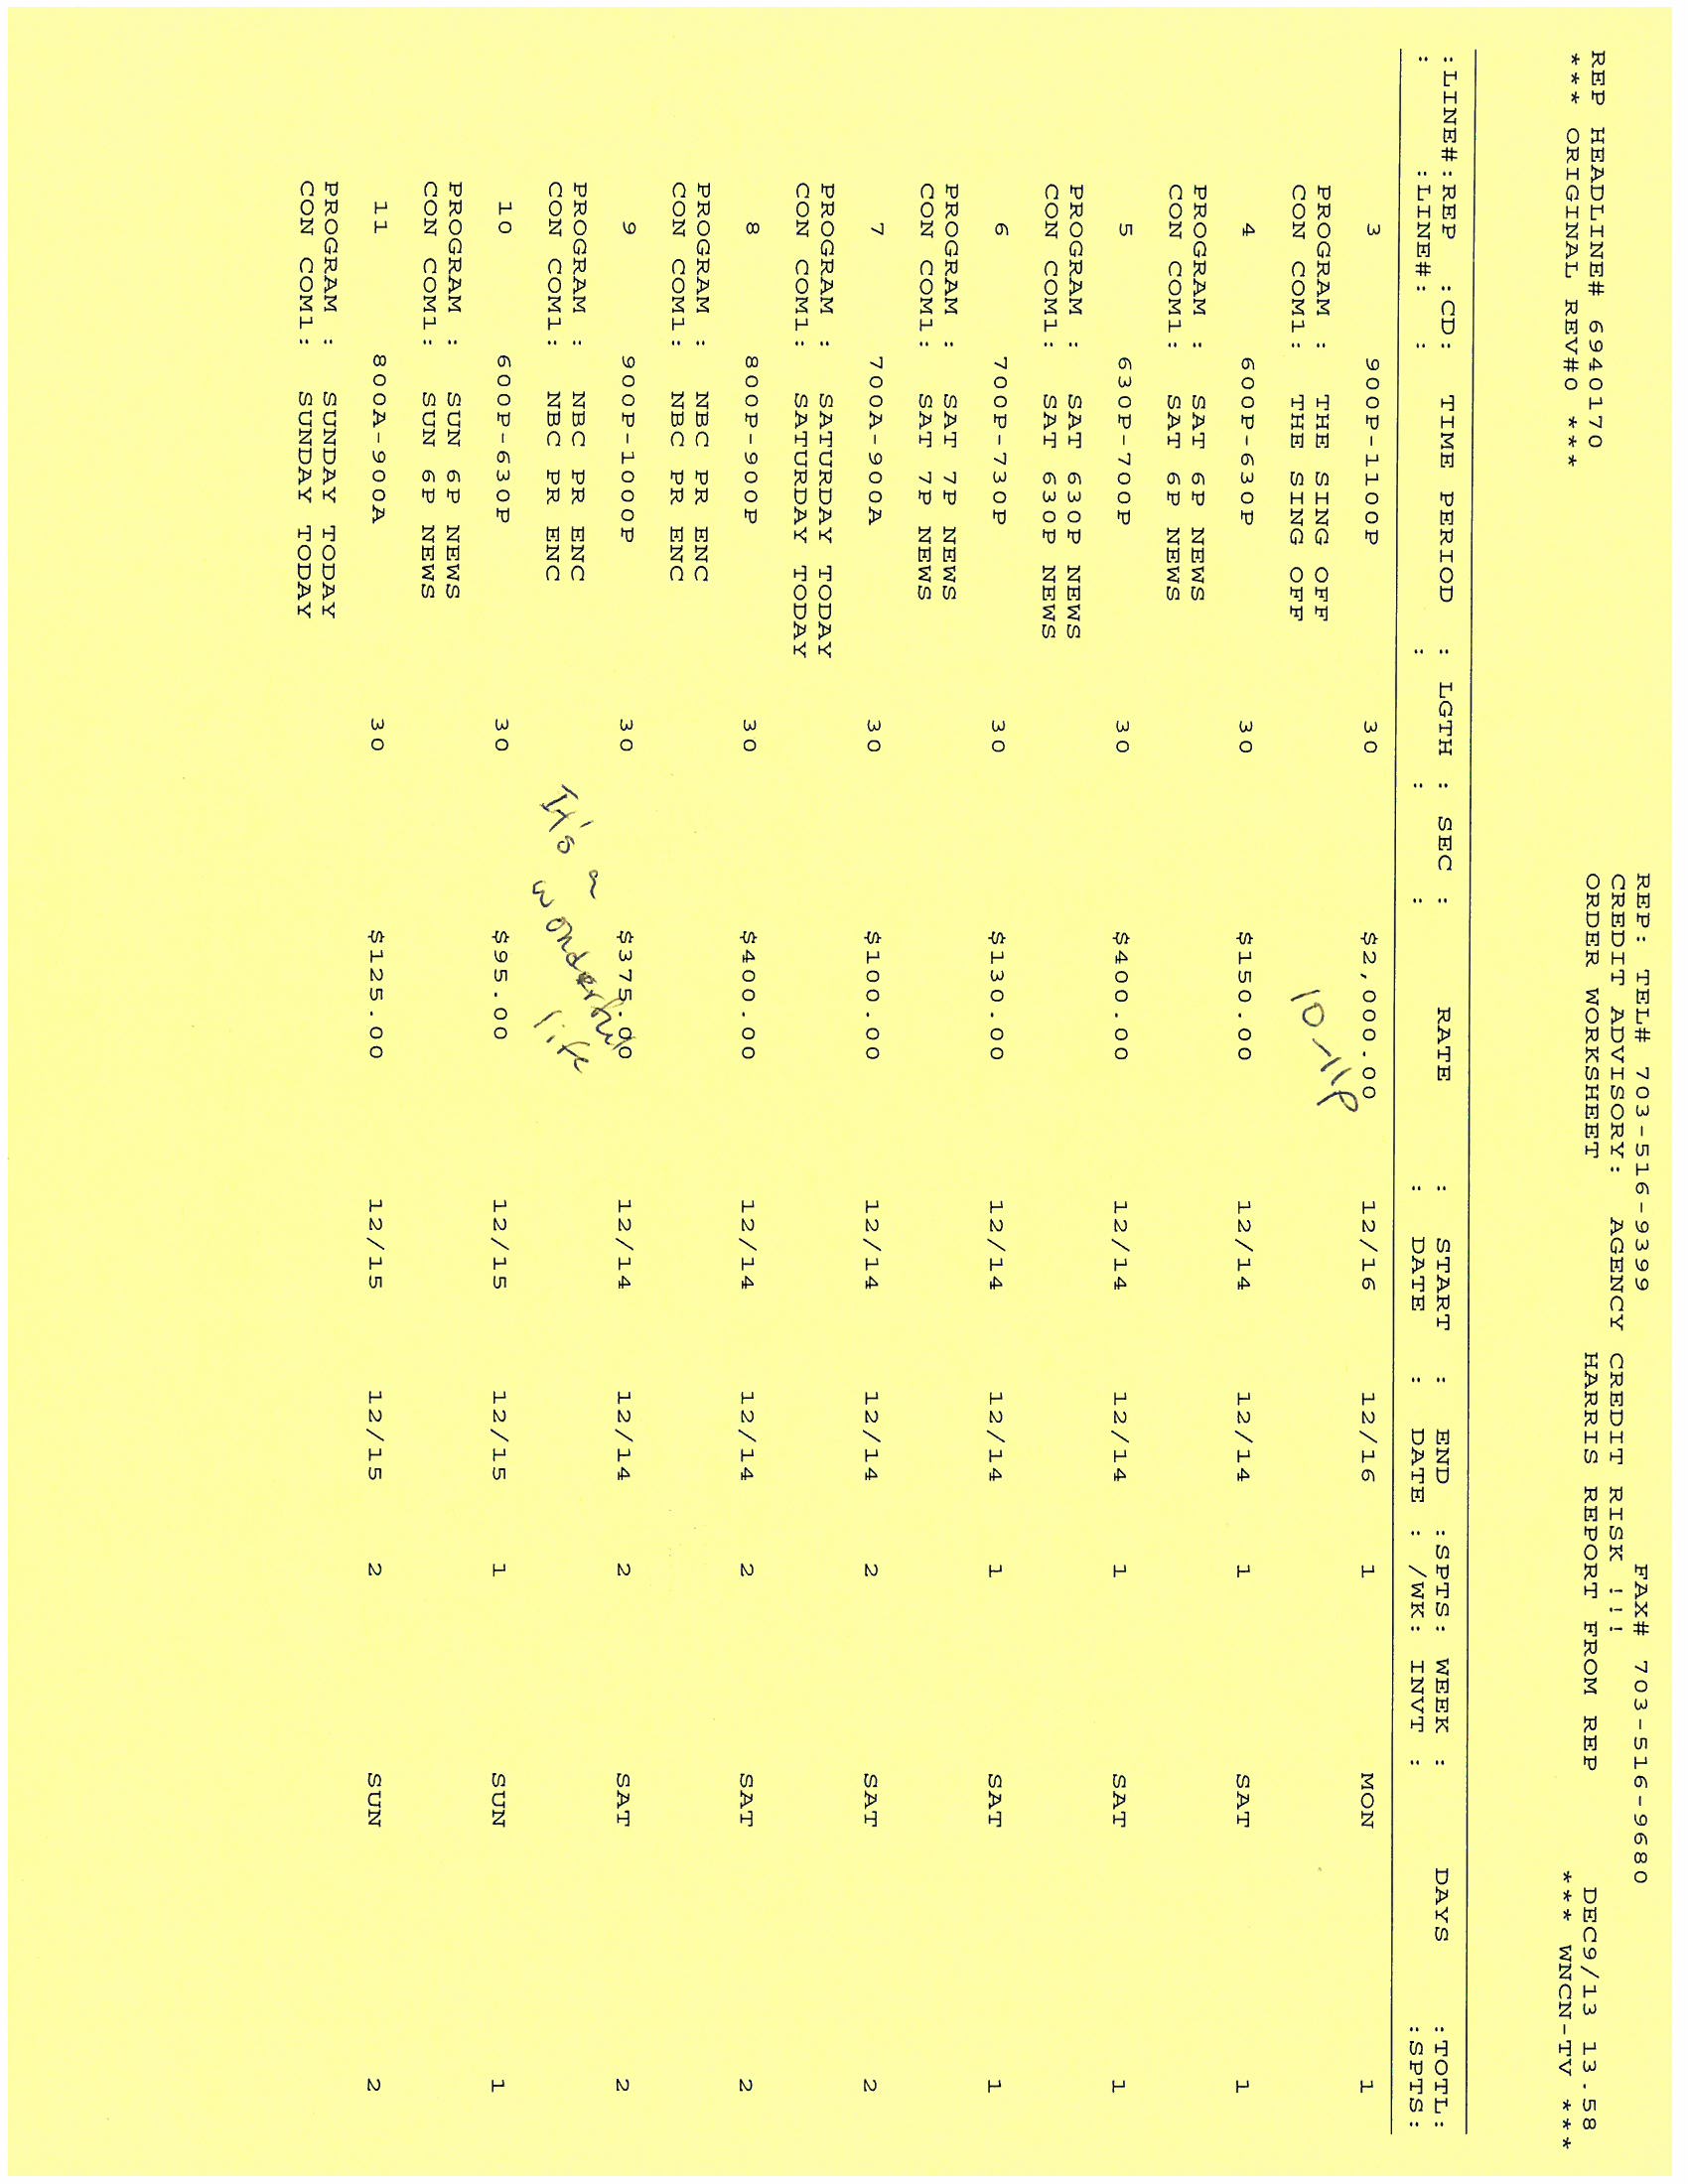 REP: TEL# 703-516-9399 FAX# 703-516-9680
CREDIT ADVISORY: AGENCY CREDIT RISK !!!
REP HEADLINE# 6940170 ORDER WORKSHEET HARRIS REPORT FROM REP DEC9/13 13.58
*** ORIGINAL REV#0 *** *** WNCN-TV ***
:LINE#:REP :CD: TIME PERIOD : LGTH : SEC : RATE : START : END :SPTS: WEEK : DAYS :TOTL:
: :LINE#: : : : : : DATE : DATE : /WK: INVT : :SPTS:
3 900P-1100P 30 $2,000.00 12/16 12/16 1 MON 1
10-11p
PROGRAM : THE SING OFF
CON COM1: THE SING OFF
4 600P-630P 30 $150.00 12/14 12/14 1 SAT 1
PROGRAM : SAT 6P NEWS
CON COM1: SAT 6P NEWS
5 630P-700P 30 $400.00 12/14 12/14 1 SAT 1
PROGRAM : SAT 630P NEWS
CON COM1: SAT 630P NEWS
6 700P-730P 30 $130.00 12/14 12/14 1 SAT 1
PROGRAM : SAT 7P NEWS
CON COM1: SAT 7P NEWS
7 700A-900A 30 $100.00 12/14 12/14 2 SAT 2
PROGRAM : SATURDAY TODAY
CON COM1: SATURDAY TODAY
8 800P-900P 30 $400.00 12/14 12/14 2 SAT 2
PROGRAM : NBC PR ENC
CON COM1: NBC PR ENC
9 900P-1000P 30 $375.00 12/14 12/14 2 SAT 2
It's a wonderful life
PROGRAM : NBC PR ENC
CON COM1: NBC PR ENC
10 600P-630P 30 $95.00 12/15 12/15 1 SUN 1
PROGRAM : SUN 6P NEWS
CON COM1: SUN 6P NEWS
11 800A-900A 30 $125.00 12/15 12/15 2 SUN 2
PROGRAM : SUNDAY TODAY
CON COM1: SUNDAY TODAY